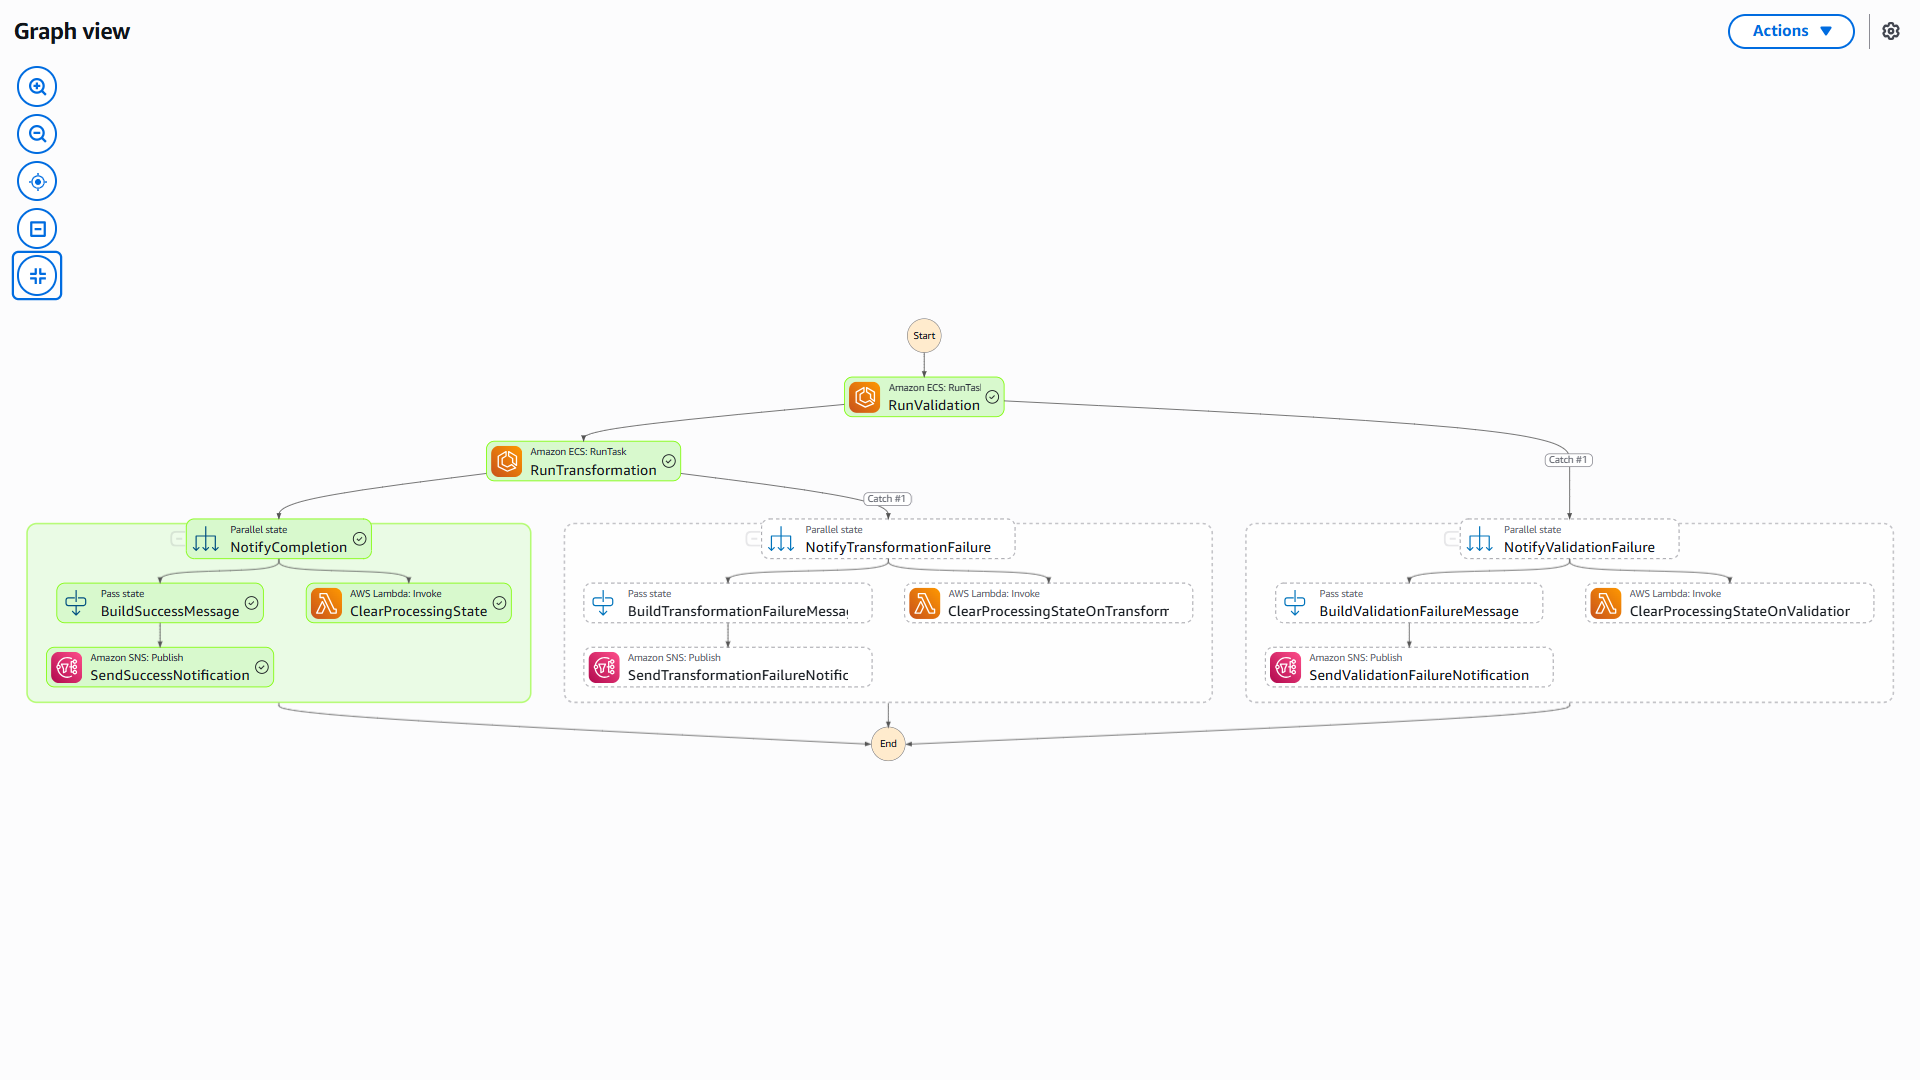 Graph view
Actions
Start
Amazon ECS: RunTas
RunValidation
Amazon ECS: RunTask
RunTransformation
Catch #1
Catch #1
Parallel state
NotifyCompletion
Parallel state
NotifyTransformationFailure
Parallel state
NotifyValidationFailure
Pass state
BuildSuccessMessage
AWS Lambda: Invoke
ClearProcessingState
Pass state
BuildTransformationFailureMessa
AWS Lambda: Invoke
ClearProcessingStateOnTransform
Pass state
BuildValidationFailureMessage
AWS Lambda: Invoke
ClearProcessingStateOnValidation
Amazon SNS: Publish
SendSuccessNotification
Amazon SNS: Publish
SendTransformationFailureNotific
Amazon SNS: Publish
SendValidationFailureNotification
End